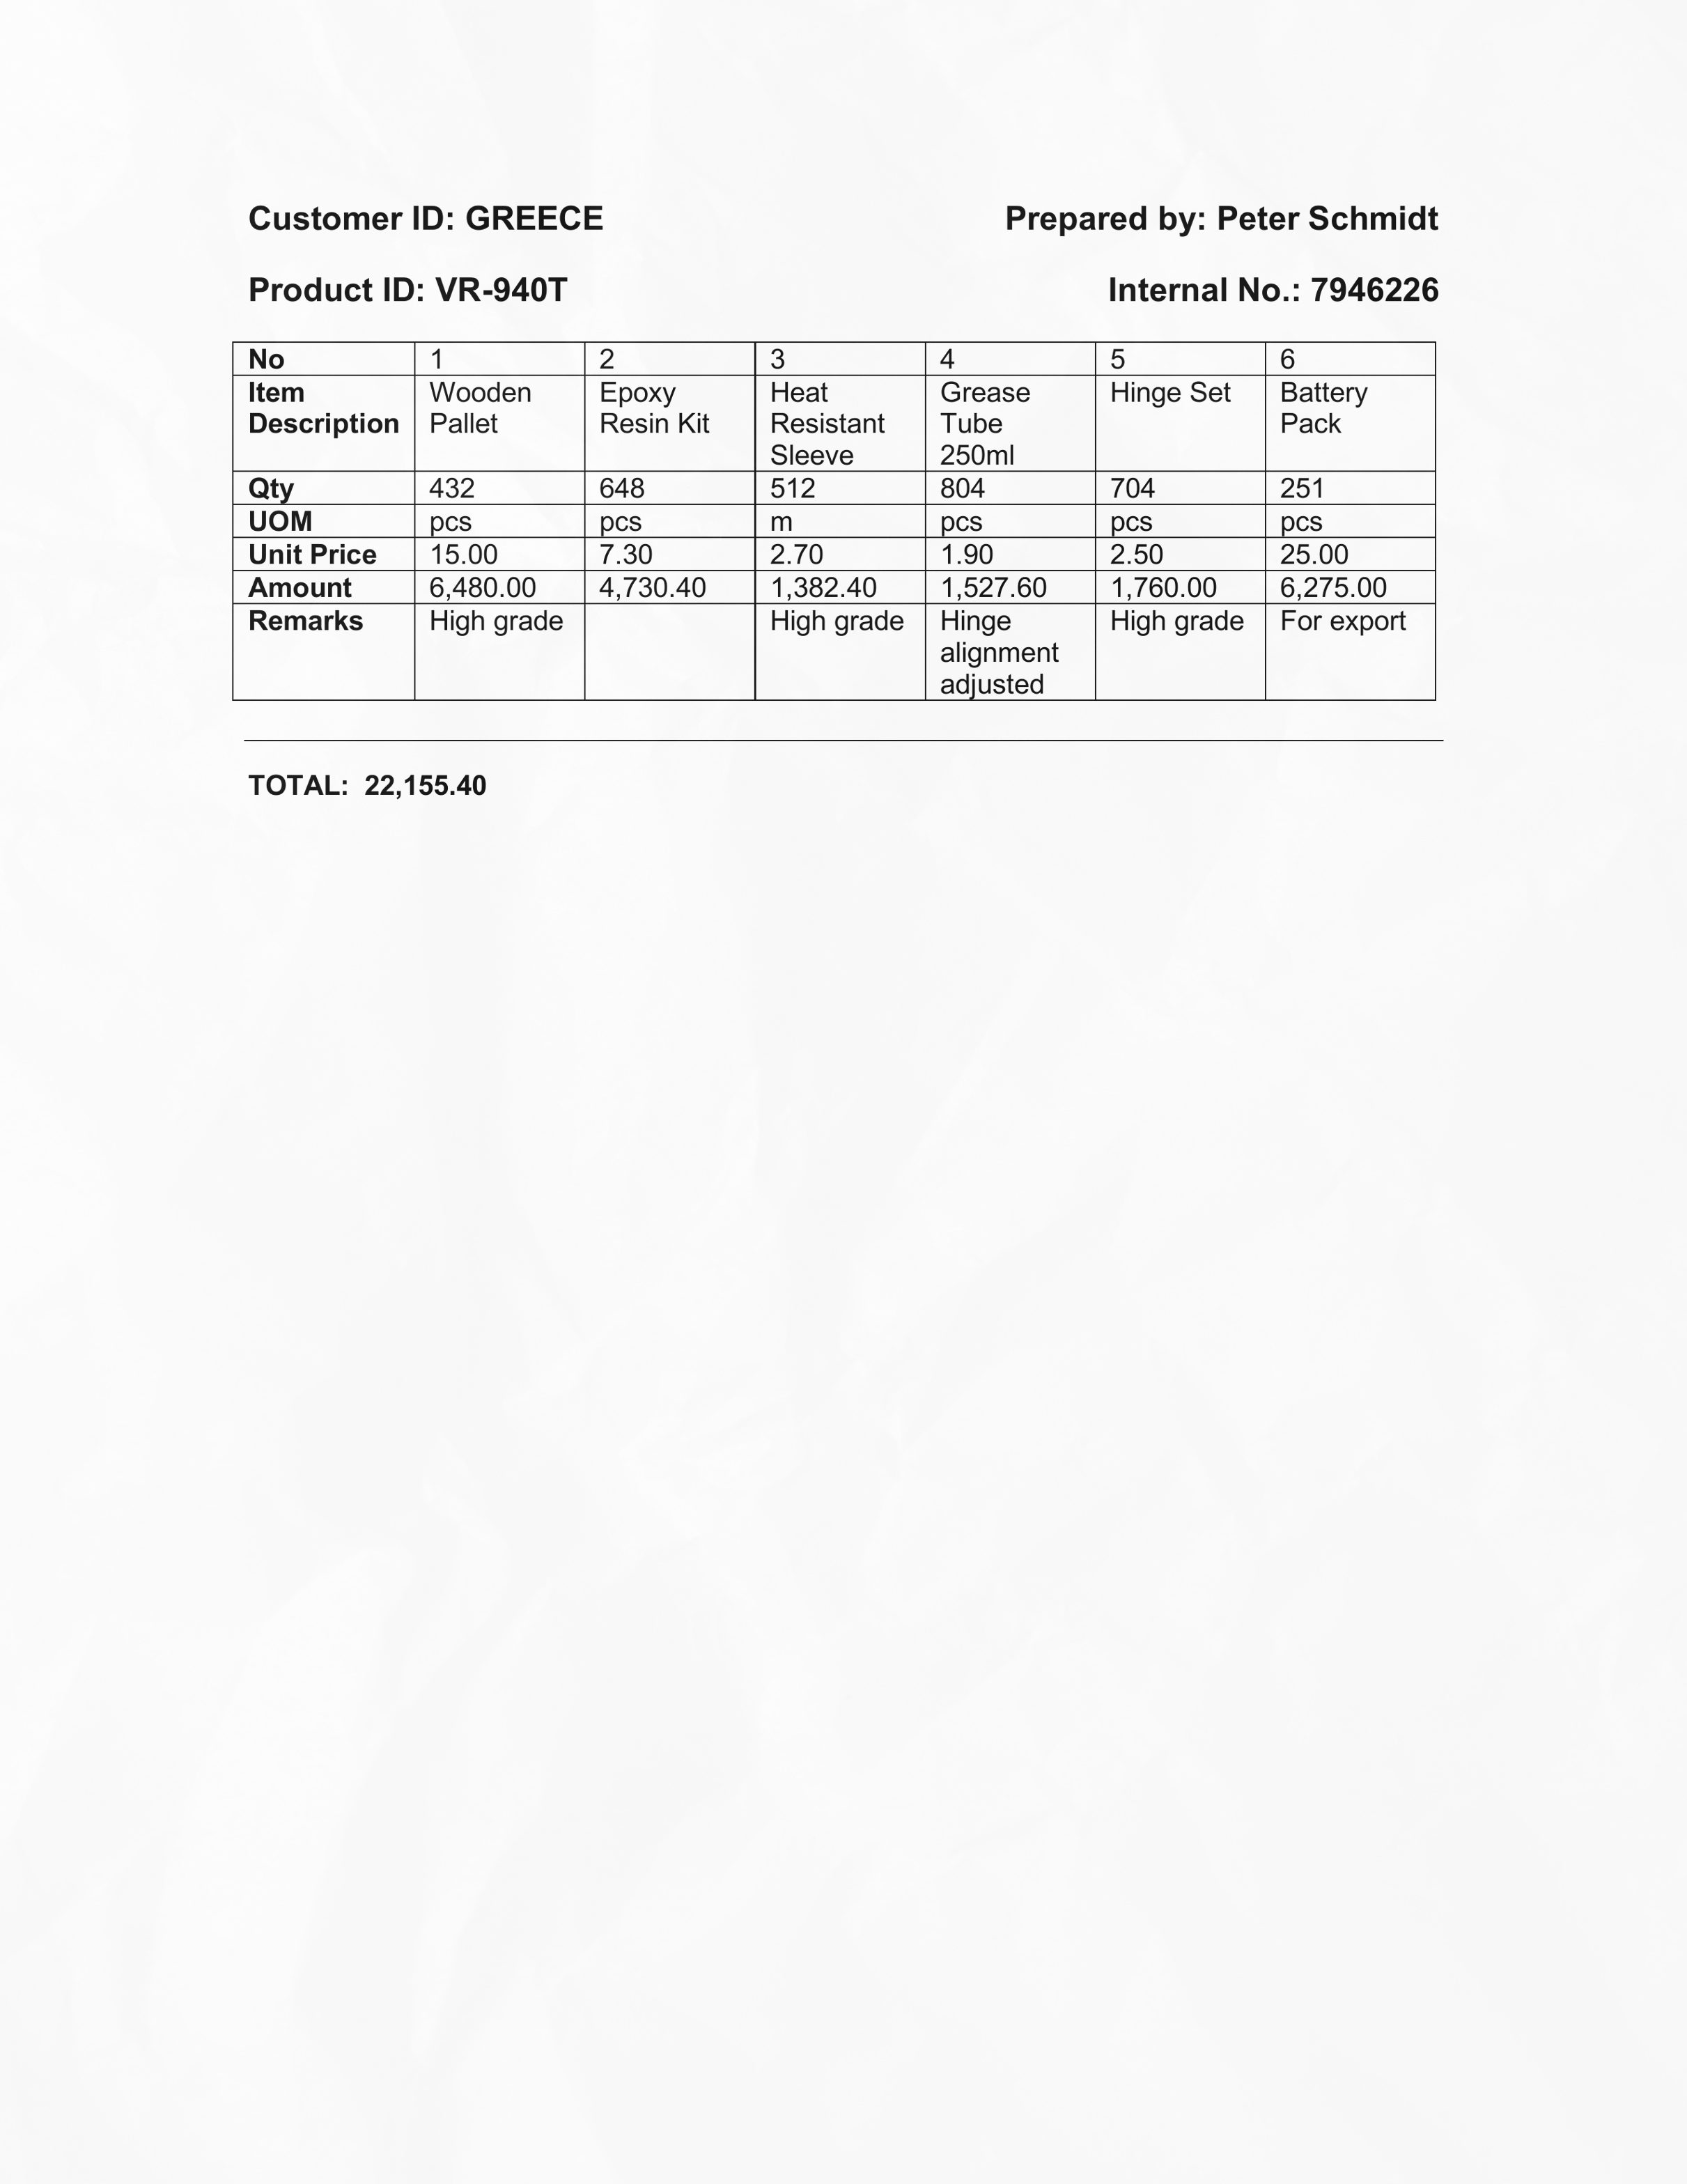 Customer ID: GREECE Prepared by: Peter Schmidt
Product ID: VR-940T Internal No.: 7946226
No 1 2 3 4 5 6
Item Description Wooden Pallet Epoxy Resin Kit Heat Resistant Sleeve Grease Tube 250ml Hinge Set Battery Pack
Qty 432 648 512 804 704 251
UOM pcs pcs m pcs pcs pcs
Unit Price 15.00 7.30 2.70 1.90 2.50 25.00
Amount 6,480.00 4,730.40 1,382.40 1,527.60 1,760.00 6,275.00
Remarks High grade High grade Hinge alignment adjusted High grade For export
TOTAL: 22,155.40